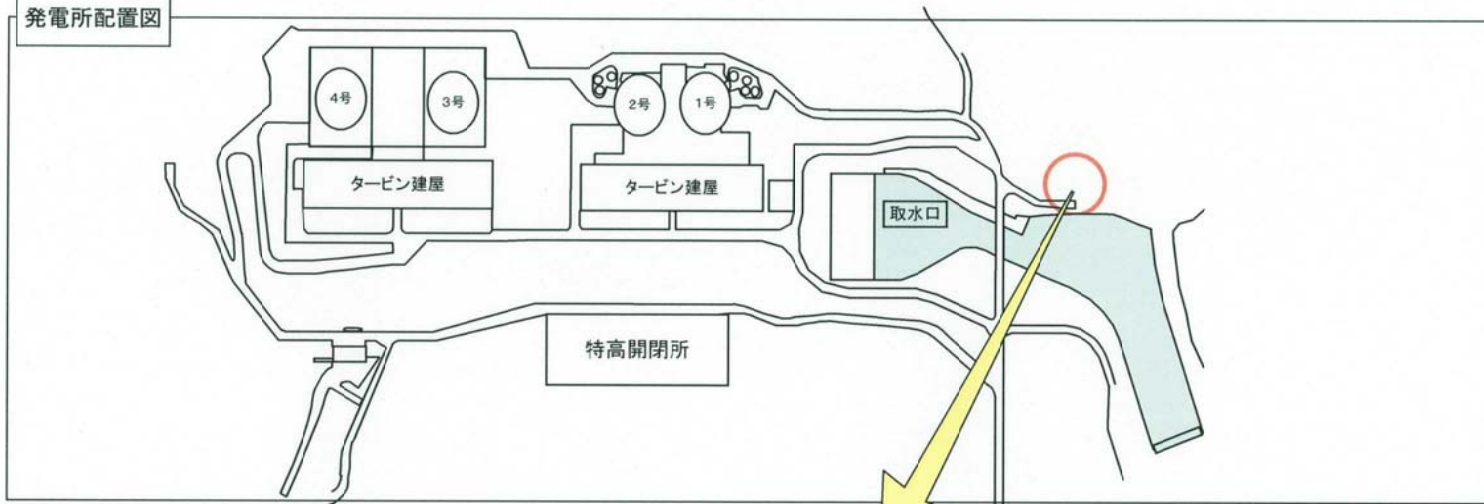 発電所配置図
4号
3号
2号
1号
タービン建屋
タービン建屋
取水口
特高開閉所